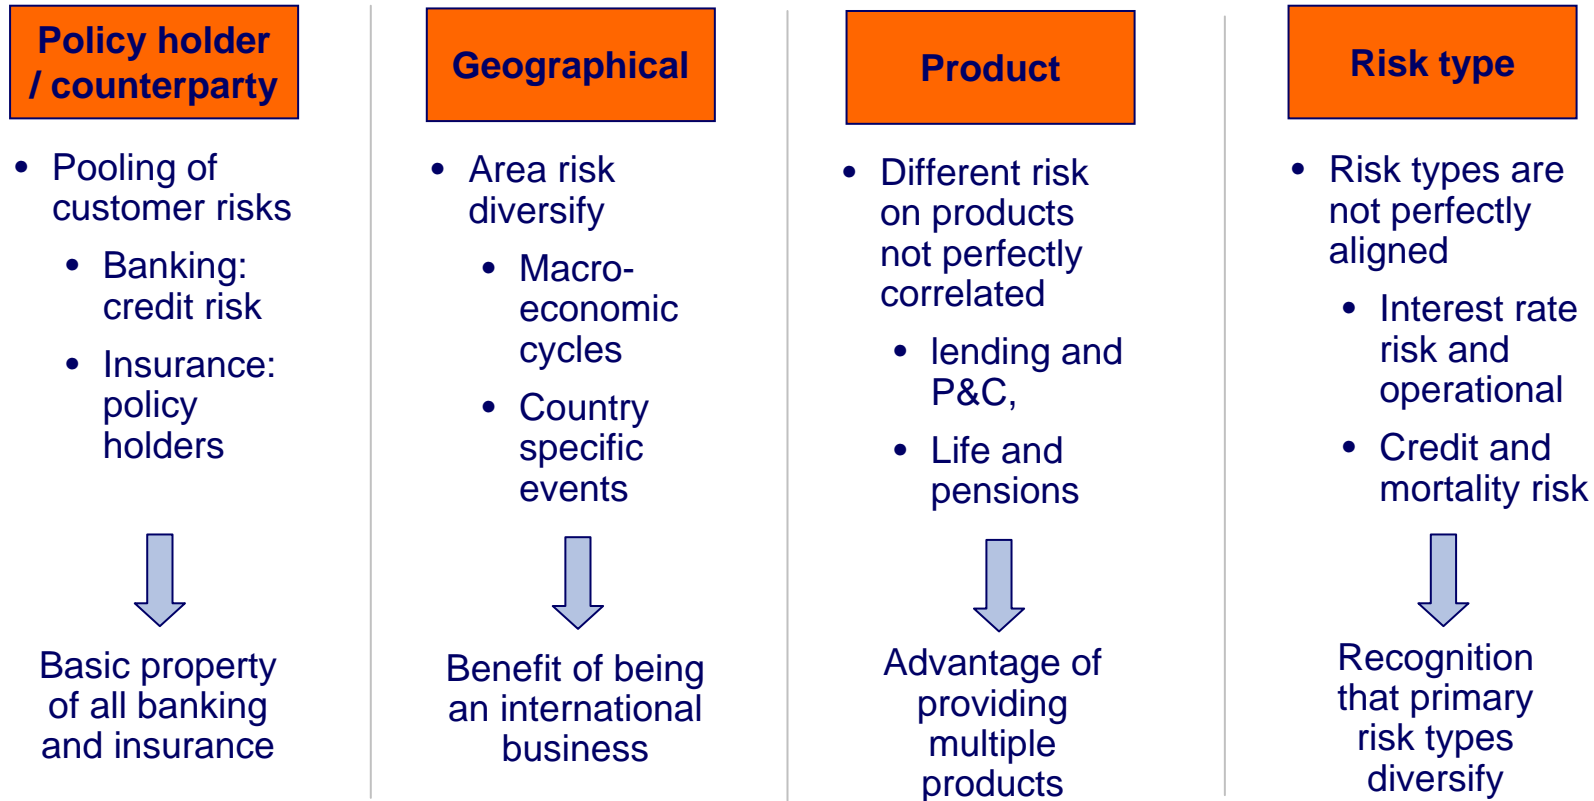 Policy holder
/ counterparty
• Pooling of
customer risks
• Banking:
credit risk
• Insurance:
policy
holders
Basic property
of all banking
and insurance
Geographical
• Area risk
diversify
• Macro-
economic
cycles
• Country
specific
events
Benefit of being
an international
business
Product
• Different risk
on products
not perfectly
correlated
• lending and
P&C,
• Life and
pensions
Advantage of
providing
multiple
products
Risk type
• Risk types are
not perfectly
aligned
• Interest rate
risk and
operational
• Credit and
mortality risk
Recognition
that primary
risk types
diversify